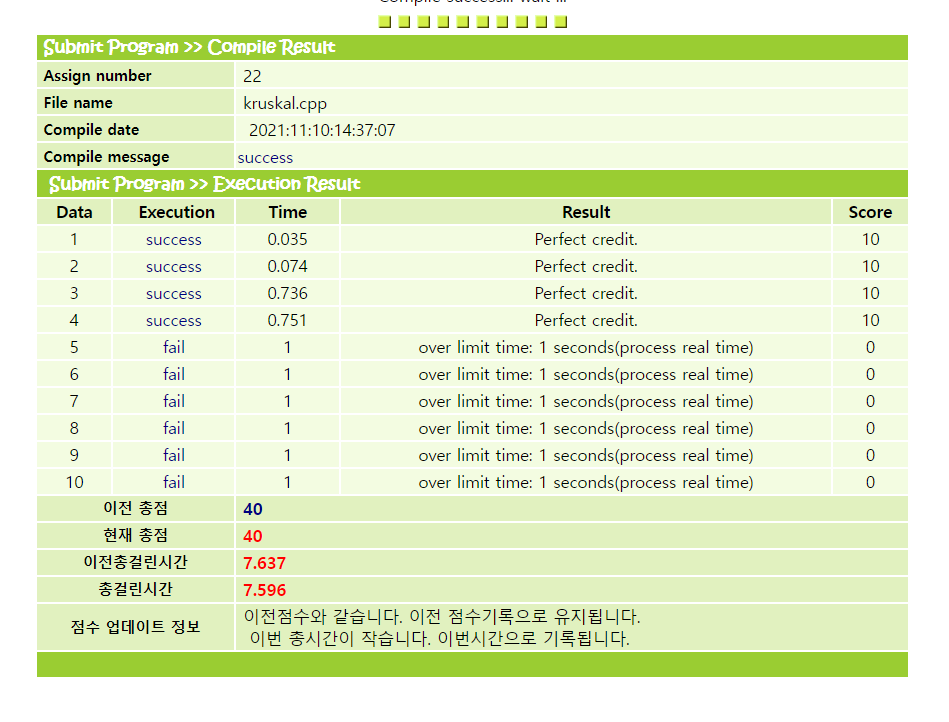 Compile success... wait ...
Submit Program >> Compile Result
Assign number 22
File name kruskal.cpp
Compile date 2021:11:10:14:37:07
Compile message success
Submit Program >> Execution Result
Data Execution Time Result Score
1 success 0.035 Perfect credit. 10
2 success 0.074 Perfect credit. 10
3 success 0.736 Perfect credit. 10
4 success 0.751 Perfect credit. 10
5 fail 1 over limit time: 1 seconds(process real time) 0
6 fail 1 over limit time: 1 seconds(process real time) 0
7 fail 1 over limit time: 1 seconds(process real time) 0
8 fail 1 over limit time: 1 seconds(process real time) 0
9 fail 1 over limit time: 1 seconds(process real time) 0
10 fail 1 over limit time: 1 seconds(process real time) 0
이전 총점 40
현재 총점 40
이전총걸린시간 7.637
총걸린시간 7.596
점수 업데이트 정보 이전점수와 같습니다. 이전 점수기록으로 유지됩니다.
이번 총시간이 작습니다. 이번시간으로 기록됩니다.